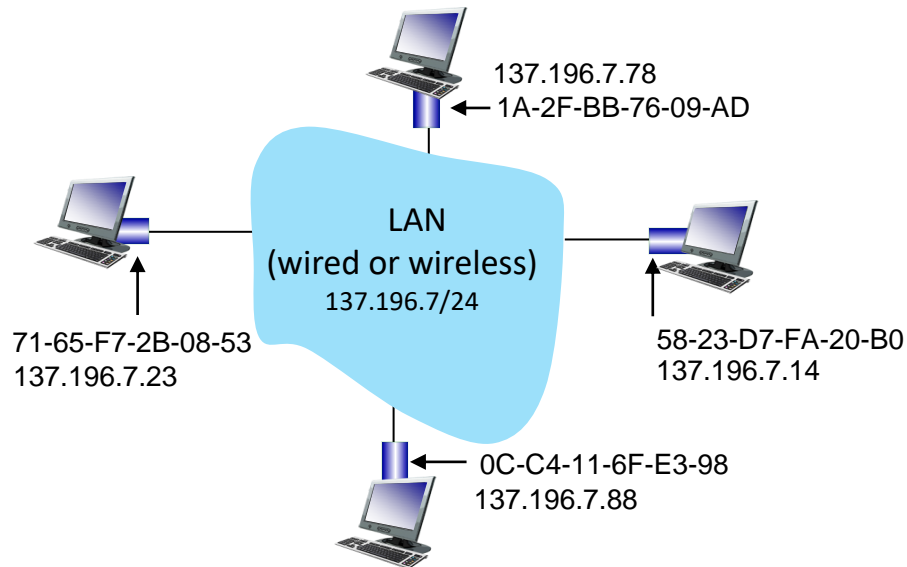 137.196.7.78
1A-2F-BB-76-09-AD
LAN
(wired or wireless)
137.196.7/24
71-65-F7-2B-08-53
137.196.7.23
58-23-D7-FA-20-B0
137.196.7.14
0C-C4-11-6F-E3-98
137.196.7.88